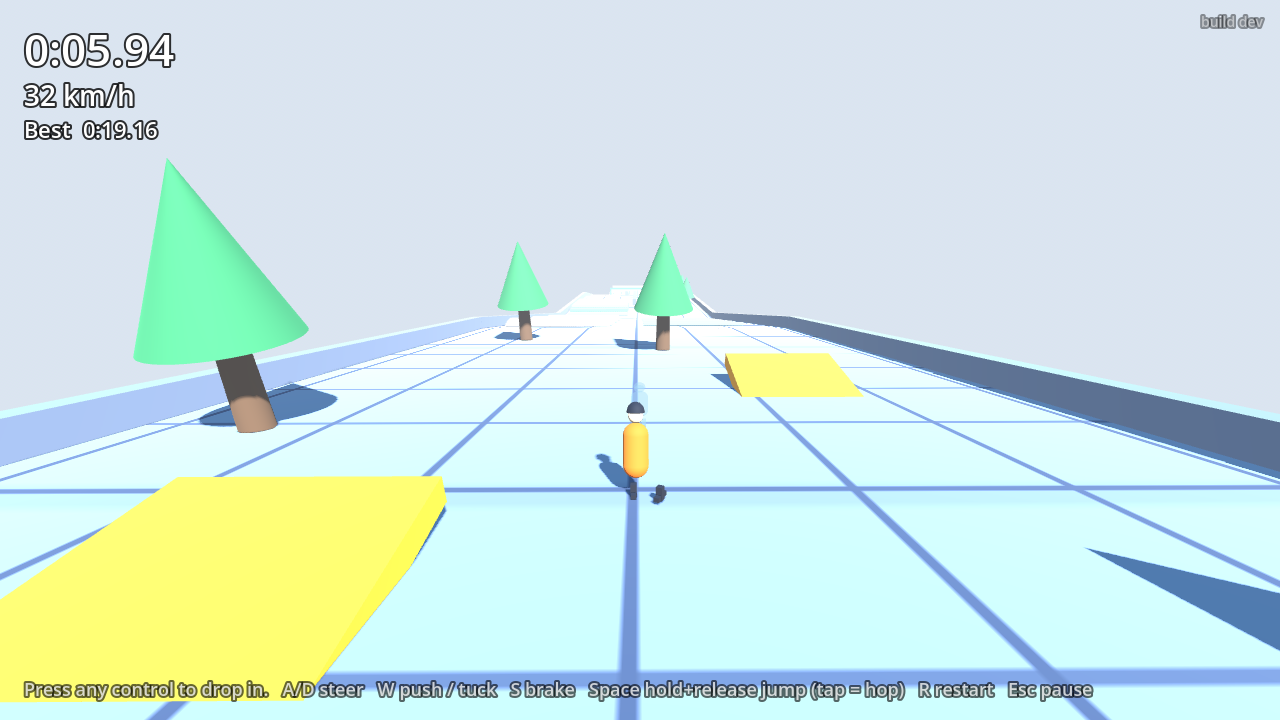 0:05.94
build dev
32 km/h
Best 0:19.16
Press any control to drop in. A/D steer W push / tuck S brake Space hold+release jump (tap = hop) R restart Esc pause